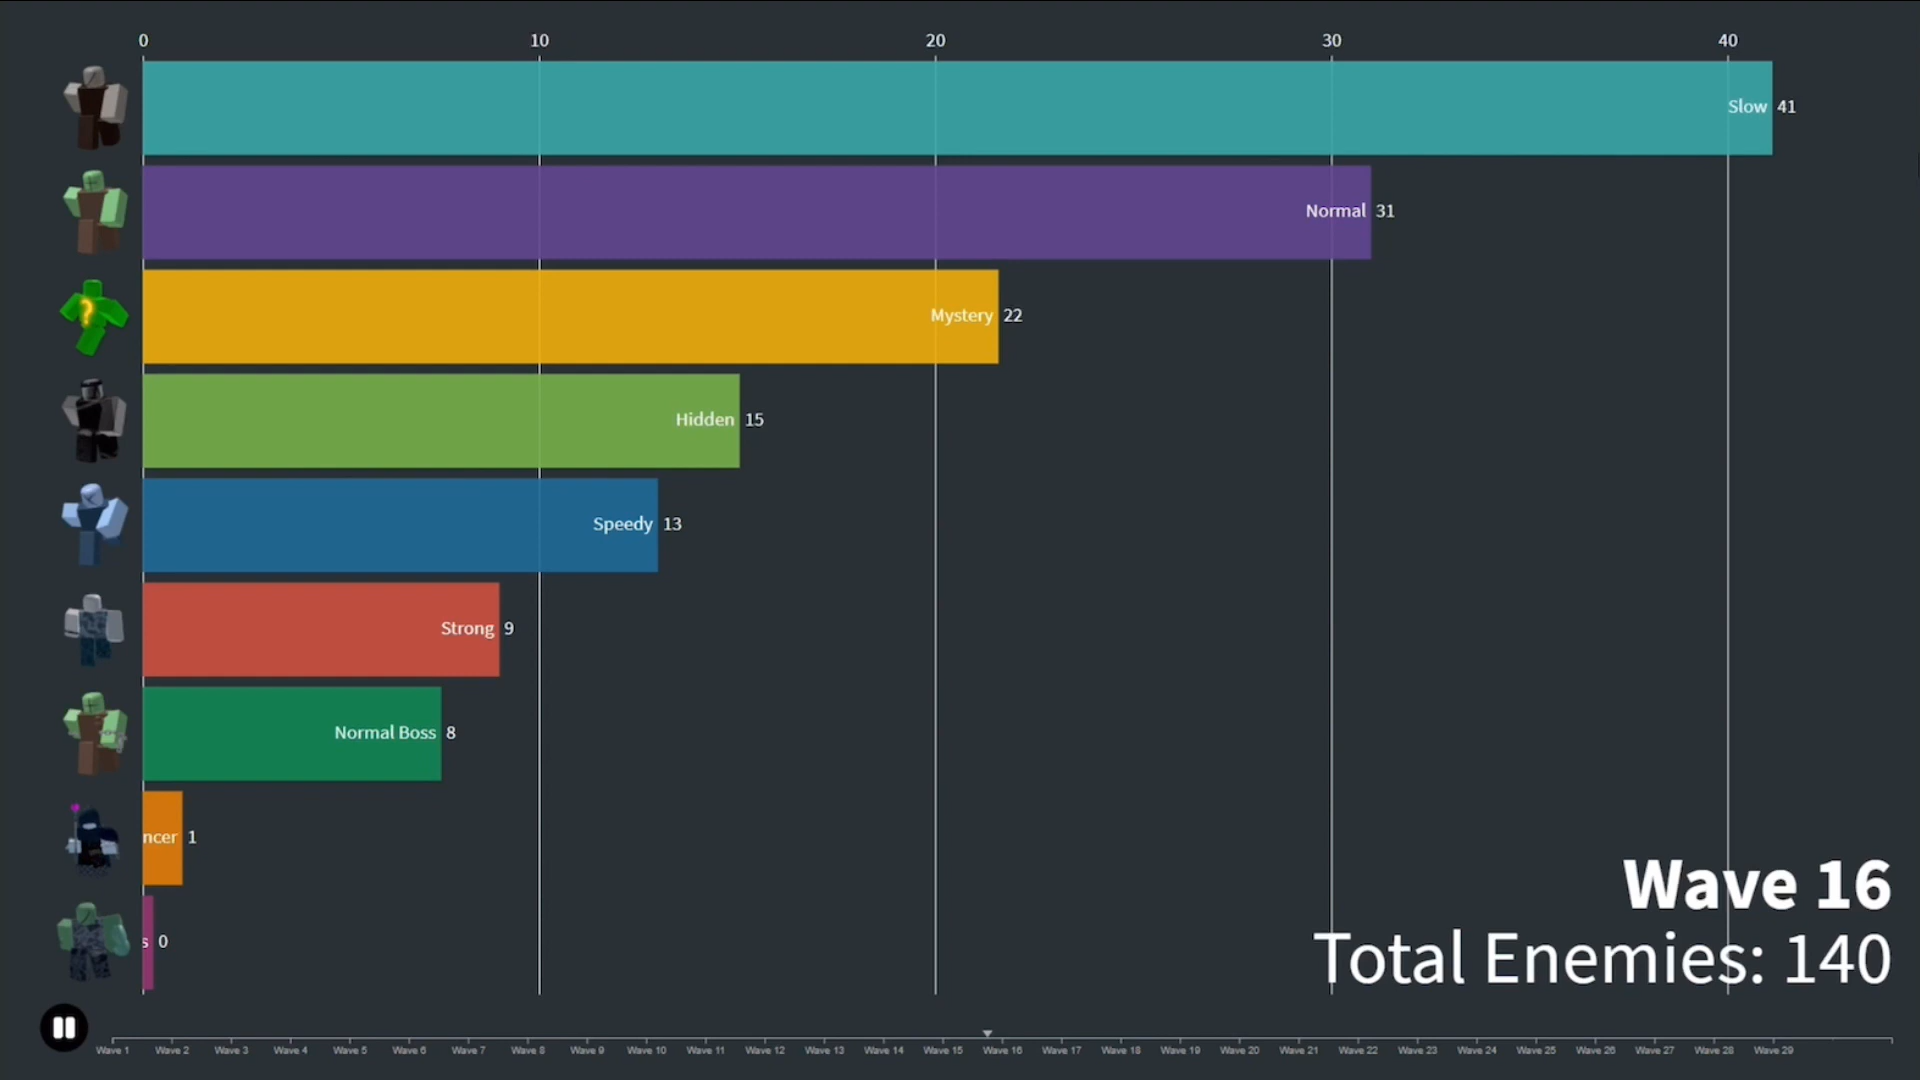 0 10 20 30 40
Slow 41
Normal 31
Mystery 22
?
Hidden 15
Speedy 13
Strong 9
Normal Boss 8
ncer 1
s 0
Wave 16
Total Enemies: 140
Wave 1 Wave 2 Wave 3 Wave 4 Wave 5 Wave 6 Wave 7 Wave 8 Wave 9 Wave 10 Wave 11 Wave 12 Wave 13 Wave 14 Wave 15 Wave 16 Wave 17 Wave 18 Wave 19 Wave 20 Wave 21 Wave 22 Wave 23 Wave 24 Wave 25 Wave 26 Wave 27 Wave 28 Wave 29